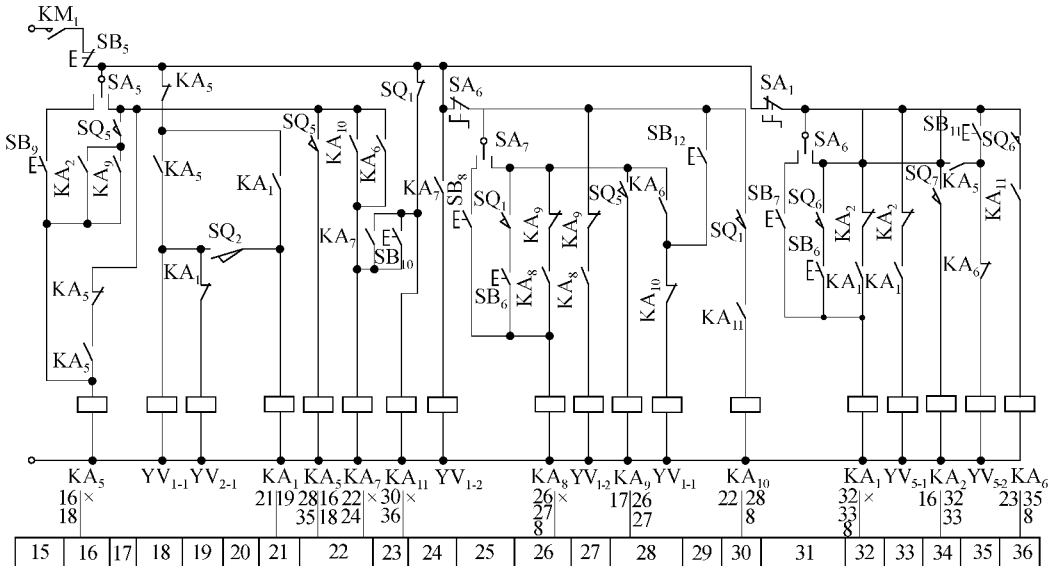 KM₁
SB₅
SA₅
KA₅
SQ₁
SA₆
SA₁
SQ₅
SB₉
KA₂
KA₉
KA₅
KA₁
SQ₅
KA₁₀
KA₆
KA₇
SB₈
SA₇
SQ₁
KA₉
KA₉
SQ₅
KA₆
SB₁₂
SQ₁
SA₆
SB₁₁
SQ₆
SB₇
SQ₆
KA₂
KA₂
SQ₇
KA₅
KA₁₁
SQ₂
KA₇
SB₁₀
SB₆
KA₁
KA₅
SB₆
KA₈
KA₈
KA₁₀
KA₁₁
KA₁
KA₁
KA₆
KA₅
KA₅ YV₁₋₁ YV₂₋₁ KA₁ KA₅ KA₇ KA₁₁ YV₁₋₂ KA₈ YV₁₋₂ KA₉ YV₁₋₁ KA₁₀ KA₁ YV₅₋₁ KA₂ YV₅₋₂ KA₆
16 × 21 19 28 16 22 × 30 × 26 × 17 26 22 28 32 × 16 32 23 35
18 35 18 24 36 27 27 8 33 33 8
8 8
15 16 17 18 19 20 21 22 23 24 25 26 27 28 29 30 31 32 33 34 35 36